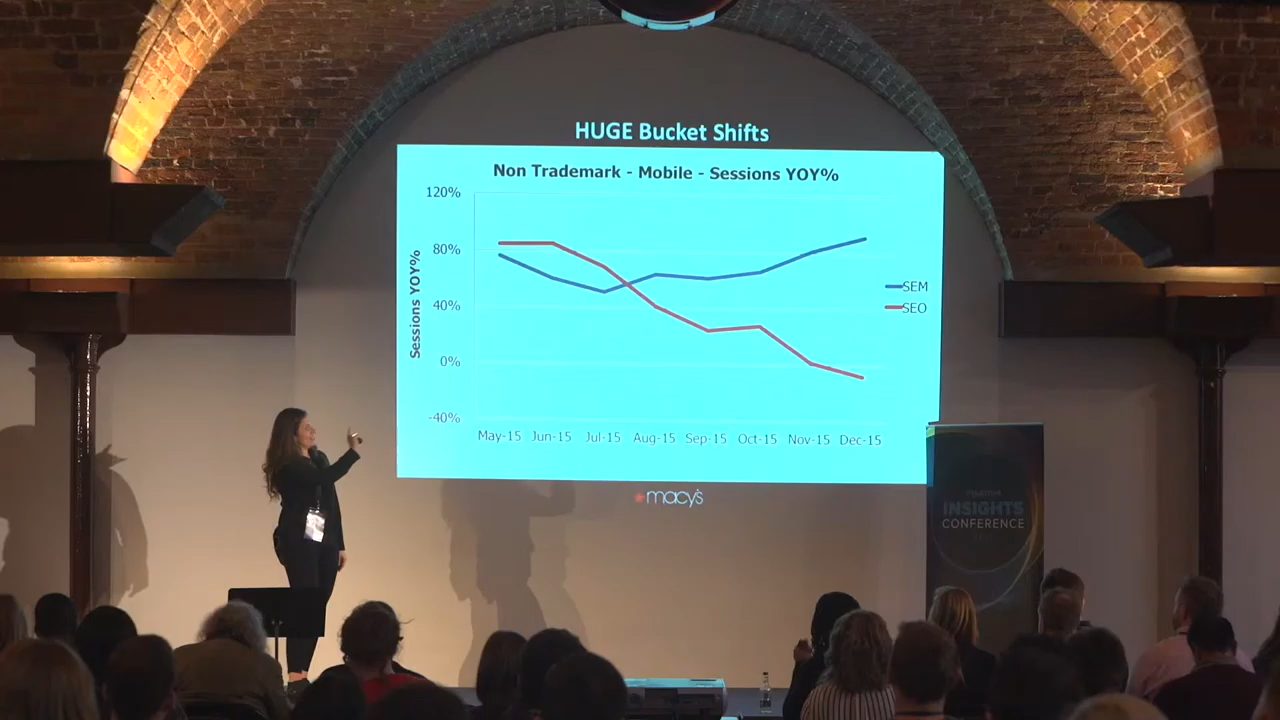 HUGE Bucket Shifts
Non Trademark - Mobile - Sessions YOY%
Sessions YOY%
120%
80%
40%
0%
-40%
May-15 Jun-15 Jul-15 Aug-15 Sep-15 Oct-15 Nov-15 Dec-15
SEM
SEO
macy's
INSIGHTS
CONFERENCE